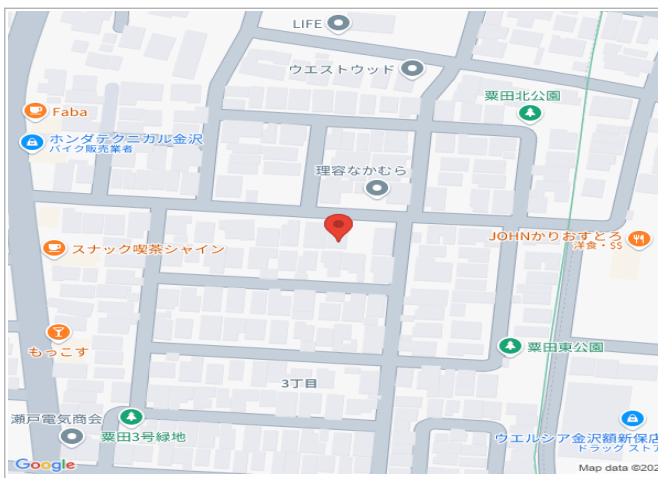 LIFE
ウエストウッド
粟田北公園
Faba
ホンダテクニカル金沢
バイク販売業者
理容なかむら
JOHNかりおすとろ
洋食・$$
スナック喫茶シャイン
もっこす
粟田東公園
3丁目
瀬戸電気商会
粟田3号緑地
ウエルシア金沢額新保店
ドラッグ ストア
Google
Map data ©202